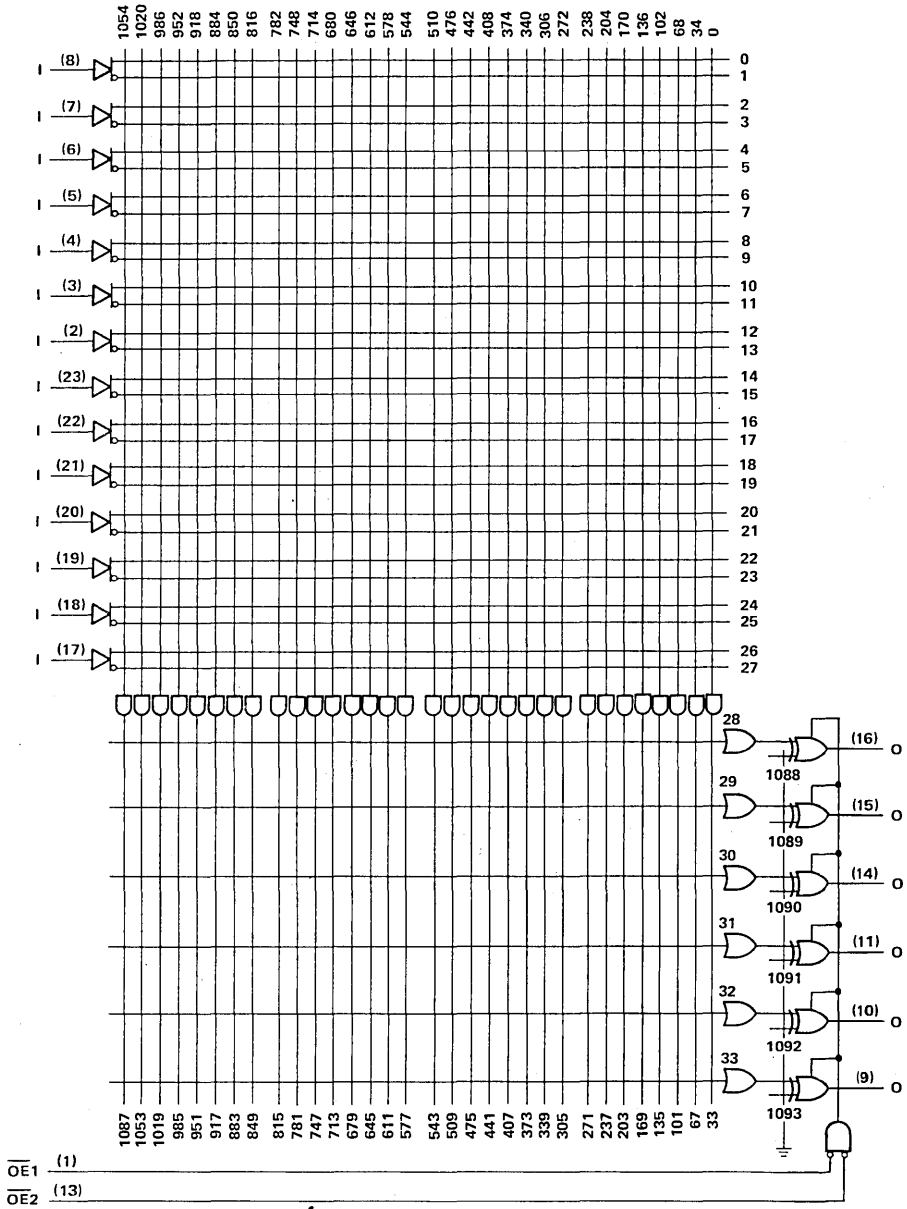 1054 1020 986 952 918 884 850 816 782 748 714 680 646 612 578 544 510 476 442 408 374 340 306 272 238 204 170 136 102 68 34 0
I (8) 0
1
I (7) 2
3
I (6) 4
5
I (5) 6
7
I (4) 8
9
I (3) 10
11
I (2) 12
13
I (23) 14
15
I (22) 16
17
I (21) 18
19
I (20) 20
21
I (19) 22
23
I (18) 24
25
I (17) 26
27
28 1088 (16) O
29 1089 (15) O
30 1090 (14) O
31 1091 (11) O
32 1092 (10) O
33 1093 (9) O
1087 1053 1019 985 951 917 883 849 815 781 747 713 679 645 611 577 543 509 475 441 407 373 339 305 271 237 203 169 135 101 67 33
OE1 (1)
OE2 (13)